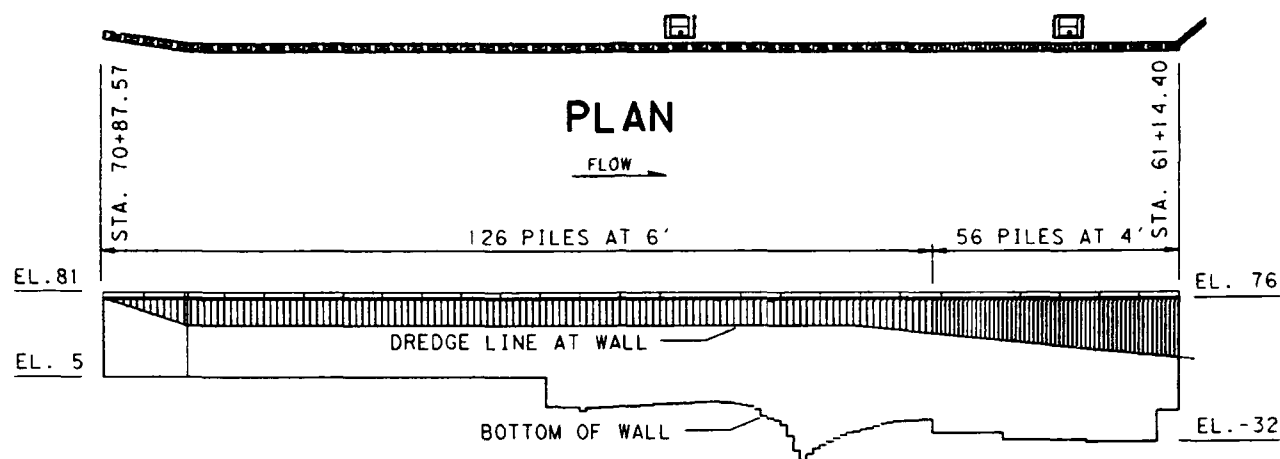 STA. 70+87.57
STA. 61+14.40
PLAN
FLOW
126 PILES AT 6'
56 PILES AT 4'
EL. 81
EL. 76
DREDGE LINE AT WALL
EL. 5
BOTTOM OF WALL
EL.-32